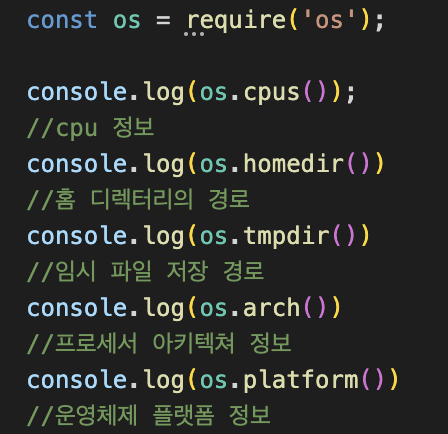 const os = require('os');
console.log(os.cpus());
//cpu 정보
console.log(os.homedir())
//홈 디렉터리의 경로
console.log(os.tmpdir())
//임시 파일 저장 경로
console.log(os.arch())
//프로세서 아키텍쳐 정보
console.log(os.platform())
//운영체제 플랫폼 정보